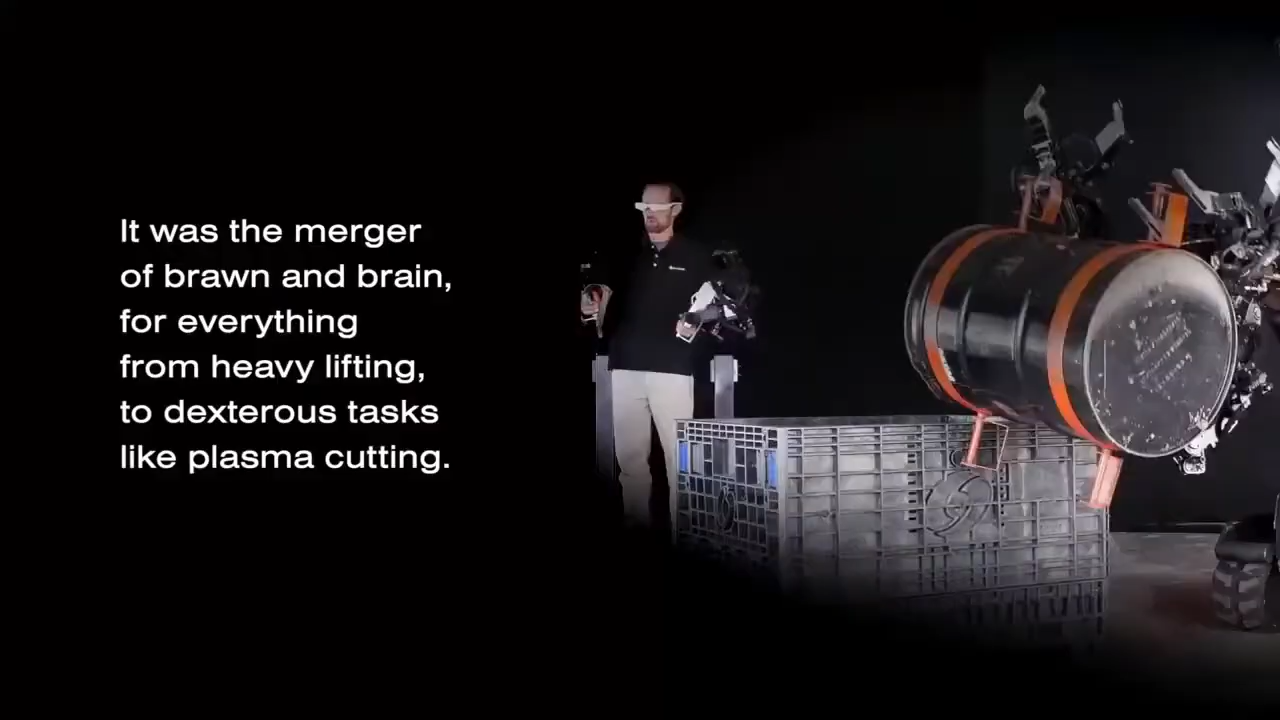 It was the merger
of brawn and brain,
for everything
from heavy lifting,
to dexterous tasks
like plasma cutting.